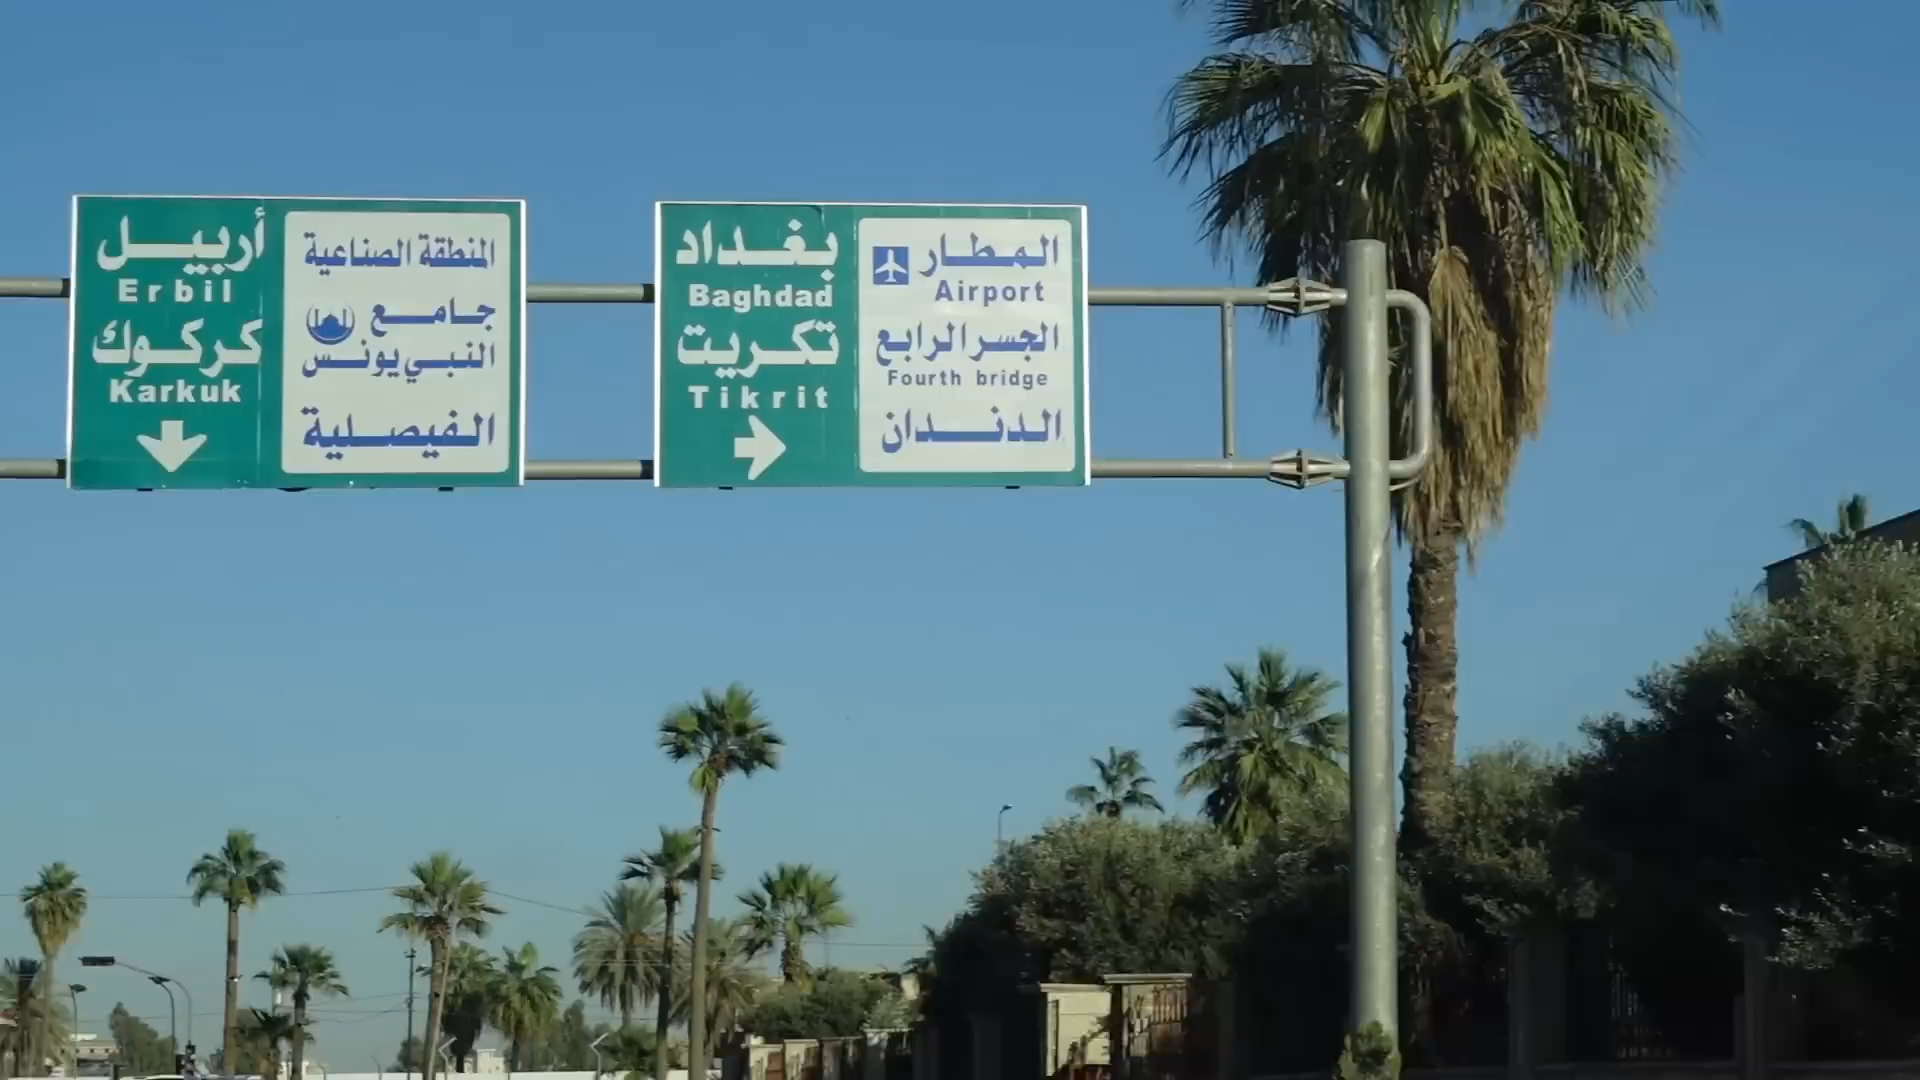 أربيل
Erbil
كركوك
Karkuk
المنطقة الصناعية
جامع
النبي يونس
الفيصلية
بغداد
Baghdad
تكريت
Tikrit
المطار
Airport
الجسر الرابع
Fourth bridge
الدندان